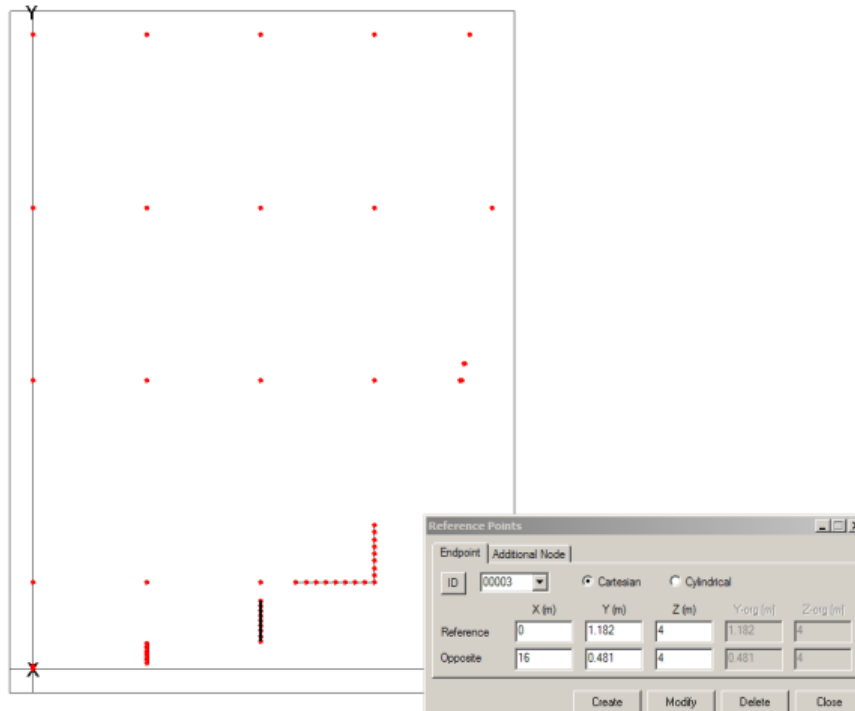 Y
X
Reference Points
Endpoint Additional Node
ID 00003 Cartesian Cylindrical
X (m) Y (m) Z (m) Y-org (m) Z-org (m)
Reference 0 1.182 4 1.182 4
Opposite 16 0.481 4 0.481 4
Create Modify Delete Close